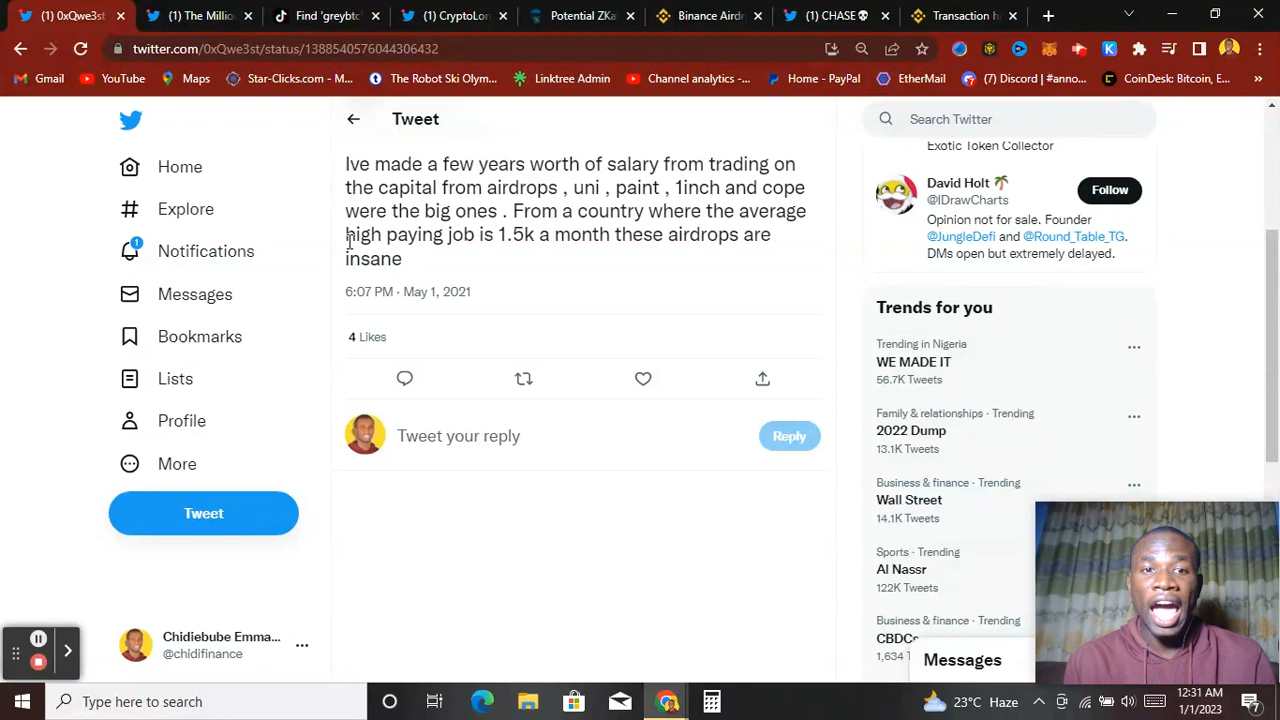 (1) 0xQwe3st
(1) The Million
Find 'greybtc
(1) CryptoLon
Potential ZKa
Binance Airdr
(1) CHASE💀
Transaction h
twitter.com/0xQwe3st/status/1388540576044306432
Gmail
YouTube
Maps
Star-Clicks.com - M...
The Robot Ski Olym...
Linktree Admin
Channel analytics -...
Home - PayPal
EtherMail
(7) Discord | #anno...
CoinDesk: Bitcoin, E...
Home
Explore
1
Notifications
Messages
Bookmarks
Lists
Profile
More
Tweet
Chidiebube Emma...
@chidifinance
Tweet
Ive made a few years worth of salary from trading on
the capital from airdrops , uni , paint , 1inch and cope
were the big ones . From a country where the average
high paying job is 1.5k a month these airdrops are
insane
6:07 PM · May 1, 2021
4 Likes
Tweet your reply
Reply
Search Twitter
Exotic Token Collector
David Holt 🌴
@IDrawCharts
Follow
Opinion not for sale. Founder
@JungleDefi and @Round_Table_TG.
DMs open but extremely delayed.
Trends for you
Trending in Nigeria
WE MADE IT
56.7K Tweets
Family & relationships · Trending
2022 Dump
13.1K Tweets
Business & finance · Trending
Wall Street
14.1K Tweets
Sports · Trending
Al Nassr
122K Tweets
Business & finance · Trending
CBDCs
1,634
Messages
Type here to search
23°C Haze
12:31 AM
1/1/2023
7